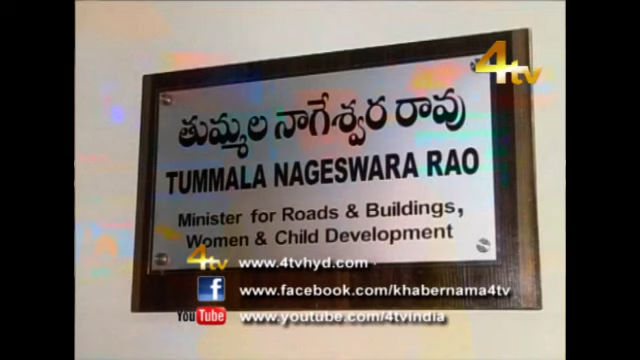 4tv
తుమ్మల నాగేశ్వర రావు
TUMMALA NAGESWARA RAO
Minister for Roads & Buildings,
Women & Child Development
4tv www.4tvhyd.com
f www.facebook.com/khabernama4tv
YouTube www.youtube.com/4tvindia